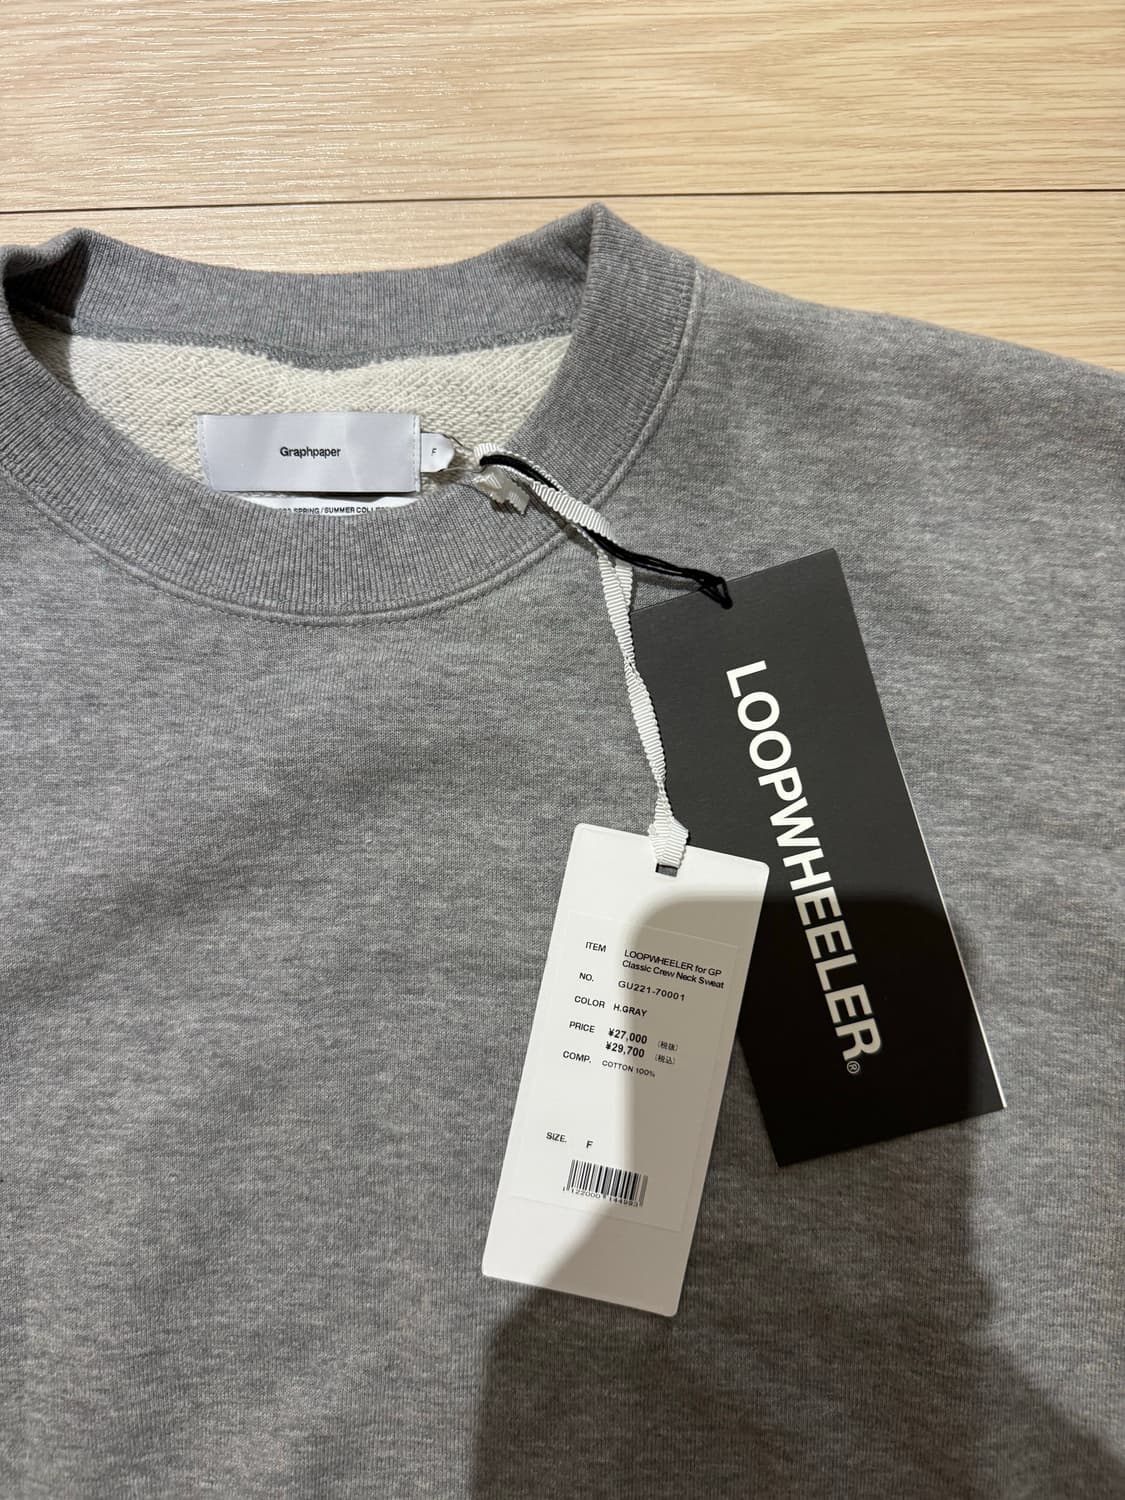 Graphpaper
F
SPRING / SUMMER
LOOPWHEELER®
ITEM LOOPWHEELER for GP
Classic Crew Neck Sweat
NO. GU221-70001
COLOR H.GRAY
PRICE ¥27,000 (税抜)
¥29,700 (税込)
COMP. COTTON 100%
SIZE. F